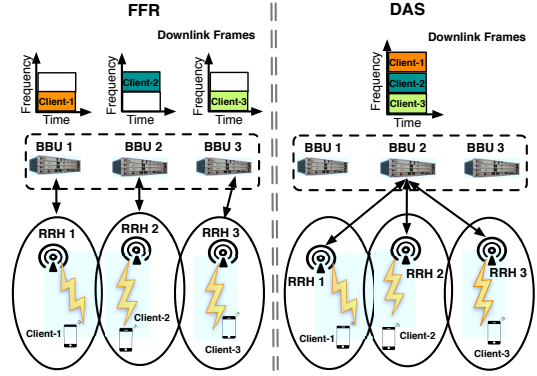 FFR
Downlink Frames
Frequency
Client-1
Time
Frequency
Client-2
Time
Frequency
Client-3
Time
BBU 1
BBU 2
BBU 3
RRH 1
RRH 2
RRH 3
Client-1
Client-2
Client-3
DAS
Downlink Frames
Frequency
Client-1
Client-2
Client-3
Time
BBU 1
BBU 2
BBU 3
RRH 1
RRH 2
RRH 3
Client-1
Client-2
Client-3